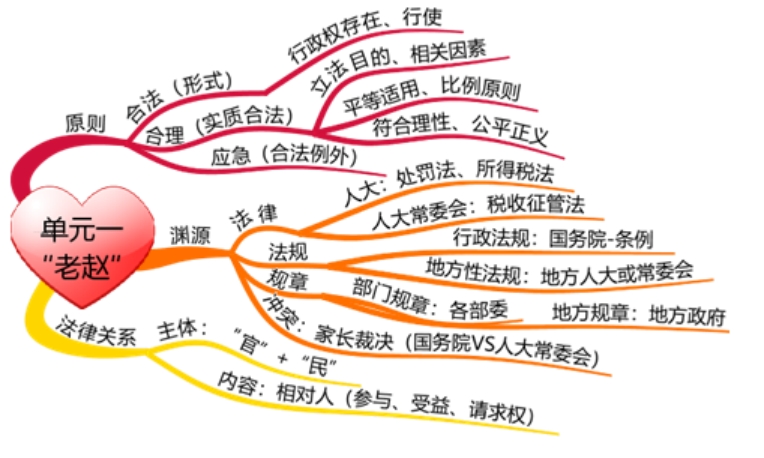 单元一
“老赵”
原则
合法（形式）
行政权存在、行使
合理（实质合法）
立法目的、相关因素
平等适用、比例原则
符合理性、公平正义
应急（合法例外）
渊源
法律
人大：处罚法、所得税法
人大常委会：税收征管法
法规
行政法规：国务院-条例
地方性法规：地方人大或常委会
规章
部门规章：各部委
地方规章：地方政府
冲突：家长裁决（国务院VS人大常委会）
法律关系
主体：“官”+“民”
内容：相对人（参与、受益、请求权）